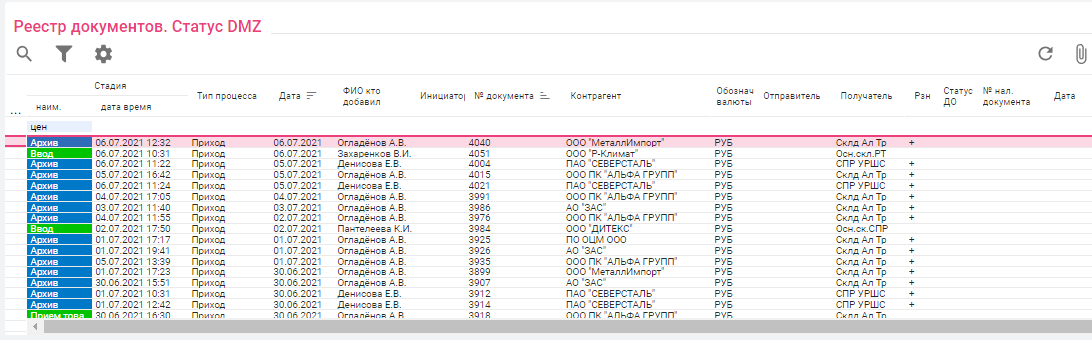 Реестр документов. Статус DMZ
Стадия
наим. дата время Тип процесса Дата ФИО кто добавил Инициатор № документа Контрагент Обознач валюты Отправитель Получатель Рзн Статус ДО № нал. документа Дата
...
цен
Архив 06.07.2021 12:32 Приход 06.07.2021 Огладёнов А.В. 4040 ООО "МеталлИмпорт" РУБ Склд Ал Тр +
Ввод 06.07.2021 10:31 Приход 05.07.2021 Захаренков В.И. 4051 ООО "Р-Климат" РУБ Осн.скл.РТ
Архив 06.07.2021 11:22 Приход 05.07.2021 Денисова Е.В. 4004 ПАО "СЕВЕРСТАЛЬ" РУБ СПР УРШС +
Архив 05.07.2021 16:42 Приход 05.07.2021 Огладёнов А.В. 4015 ООО ПК "АЛЬФА ГРУПП" РУБ Склд Ал Тр +
Архив 06.07.2021 11:24 Приход 05.07.2021 Денисова Е.В. 4021 ПАО "СЕВЕРСТАЛЬ" РУБ СПР УРШС +
Архив 04.07.2021 17:05 Приход 04.07.2021 Огладёнов А.В. 3991 ООО ПК "АЛЬФА ГРУПП" РУБ Склд Ал Тр +
Архив 03.07.2021 11:40 Приход 03.07.2021 Огладёнов А.В. 3986 АО "ЗАС" РУБ Склд Ал Тр +
Архив 04.07.2021 11:55 Приход 02.07.2021 Огладёнов А.В. 3976 ООО ПК "АЛЬФА ГРУПП" РУБ Склд Ал Тр +
Ввод 02.07.2021 17:50 Приход 02.07.2021 Пантелеева К.И. 3984 ООО "ДИТЕКС" РУБ Осн.ск.СПР
Архив 01.07.2021 17:17 Приход 01.07.2021 Огладёнов А.В. 3925 ПО ОЦМ ООО РУБ Склд Ал Тр +
Архив 01.07.2021 19:41 Приход 01.07.2021 Огладёнов А.В. 3926 АО "ЗАС" РУБ Склд Ал Тр +
Архив 05.07.2021 13:39 Приход 01.07.2021 Огладёнов А.В. 3935 ООО ПК "АЛЬФА ГРУПП" РУБ Склд Ал Тр +
Архив 01.07.2021 17:23 Приход 30.06.2021 Огладёнов А.В. 3899 ООО "МеталлИмпорт" РУБ Склд Ал Тр +
Архив 30.06.2021 15:51 Приход 30.06.2021 Огладёнов А.В. 3907 АО "ЗАС" РУБ Склд Ал Тр +
Архив 01.07.2021 10:31 Приход 30.06.2021 Денисова Е.В. 3912 ПАО "СЕВЕРСТАЛЬ" РУБ СПР УРШС +
Архив 01.07.2021 12:42 Приход 30.06.2021 Денисова Е.В. 3914 ПАО "СЕВЕРСТАЛЬ" РУБ СПР УРШС +
Прием това 30.06.2021 16:30 Приход 30.06.2021 Огладёнов А.В. 3918 ООО ПК "АЛЬФА ГРУПП" РУБ Склд Ал Тр